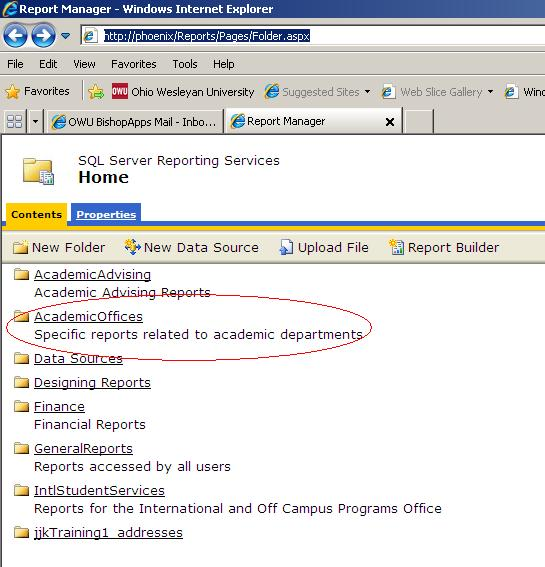 Report Manager - Windows Internet Explorer
http://phoenix/Reports/Pages/Folder.aspx
File Edit View Favorites Tools Help
Favorites OWU Ohio Wesleyan University Suggested Sites Web Slice Gallery
OWU BishopApps Mail - Inbo... Report Manager
SQL Server Reporting Services
Home
Contents Properties
New Folder New Data Source Upload File Report Builder
AcademicAdvising
Academic Advising Reports
AcademicOffices
Specific reports related to academic departments
Data Sources
Designing Reports
Finance
Financial Reports
GeneralReports
Reports accessed by all users
IntlStudentServices
Reports for the International and Off Campus Programs Office
jjkTraining1_addresses